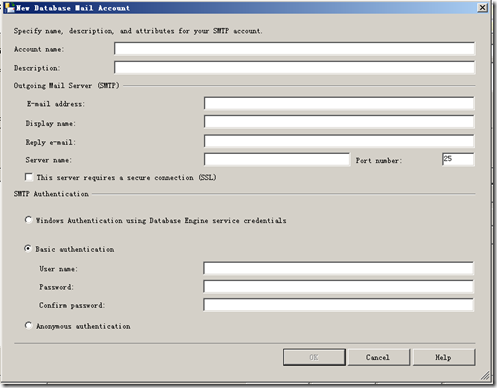 New Database Mail Account
Specify name, description, and attributes for your SMTP account.
Account name:
Description:
Outgoing Mail Server (SMTP)
E-mail address:
Display name:
Reply e-mail:
Server name:
Port number:
25
This server requires a secure connection (SSL)
SMTP Authentication
Windows Authentication using Database Engine service credentials
Basic authentication
User name:
Password:
Confirm password:
Anonymous authentication
OK
Cancel
Help